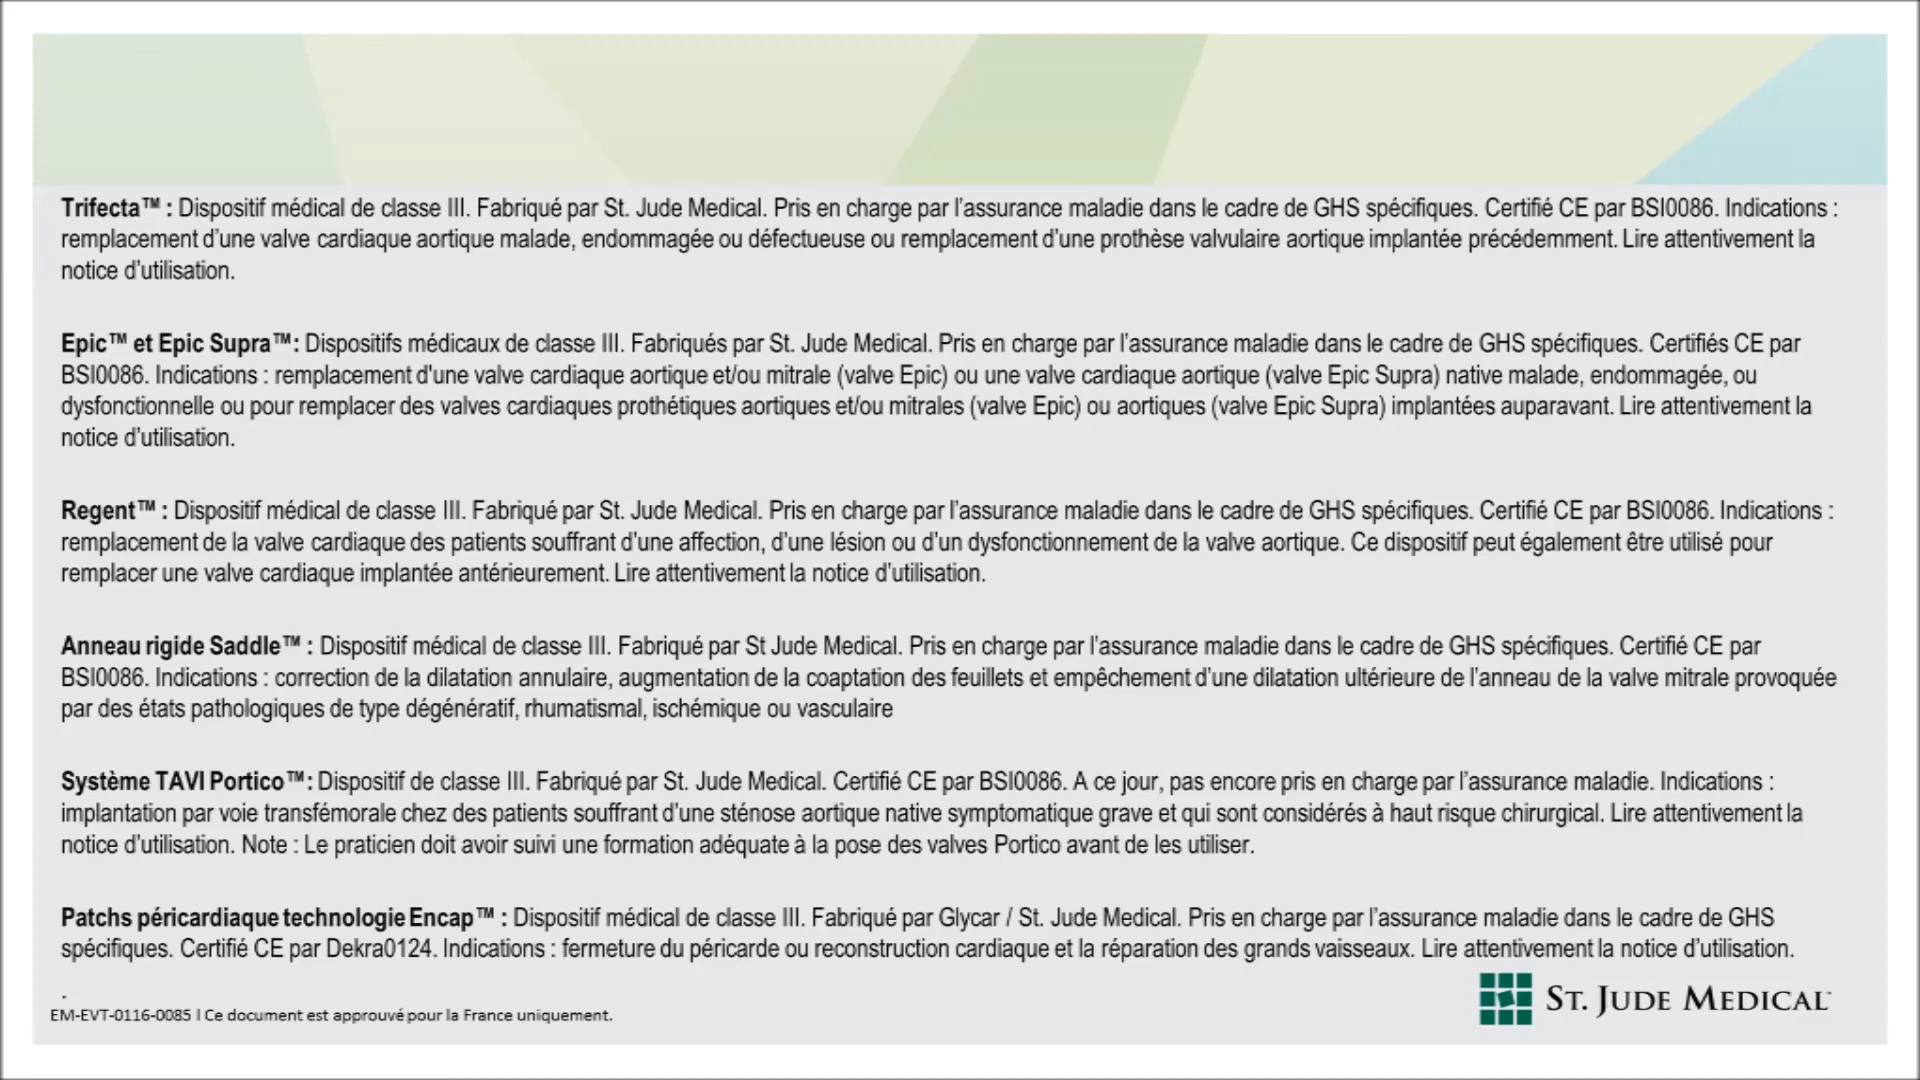 Trifecta™ : Dispositif médical de classe III. Fabriqué par St. Jude Medical. Pris en charge par l’assurance maladie dans le cadre de GHS spécifiques. Certifié CE par BSI0086. Indications :
remplacement d’une valve cardiaque aortique malade, endommagée ou défectueuse ou remplacement d’une prothèse valvulaire aortique implantée précédemment. Lire attentivement la
notice d’utilisation.
Epic™ et Epic Supra™: Dispositifs médicaux de classe III. Fabriqués par St. Jude Medical. Pris en charge par l’assurance maladie dans le cadre de GHS spécifiques. Certifiés CE par
BSI0086. Indications : remplacement d'une valve cardiaque aortique et/ou mitrale (valve Epic) ou une valve cardiaque aortique (valve Epic Supra) native malade, endommagée, ou
dysfonctionnelle ou pour remplacer des valves cardiaques prothétiques aortiques et/ou mitrales (valve Epic) ou aortiques (valve Epic Supra) implantées auparavant. Lire attentivement la
notice d’utilisation.
Regent™ : Dispositif médical de classe III. Fabriqué par St. Jude Medical. Pris en charge par l’assurance maladie dans le cadre de GHS spécifiques. Certifié CE par BSI0086. Indications :
remplacement de la valve cardiaque des patients souffrant d’une affection, d’une lésion ou d’un dysfonctionnement de la valve aortique. Ce dispositif peut également être utilisé pour
remplacer une valve cardiaque implantée antérieurement. Lire attentivement la notice d’utilisation.
Anneau rigide Saddle™ : Dispositif médical de classe III. Fabriqué par St Jude Medical. Pris en charge par l’assurance maladie dans le cadre de GHS spécifiques. Certifié CE par
BSI0086. Indications : correction de la dilatation annulaire, augmentation de la coaptation des feuillets et empêchement d’une dilatation ultérieure de l’anneau de la valve mitrale provoquée
par des états pathologiques de type dégénératif, rhumatismal, ischémique ou vasculaire
Système TAVI Portico™: Dispositif de classe III. Fabriqué par St. Jude Medical. Certifié CE par BSI0086. A ce jour, pas encore pris en charge par l’assurance maladie. Indications :
implantation par voie transfémorale chez des patients souffrant d’une sténose aortique native symptomatique grave et qui sont considérés à haut risque chirurgical. Lire attentivement la
notice d’utilisation. Note : Le praticien doit avoir suivi une formation adéquate à la pose des valves Portico avant de les utiliser.
Patchs péricardiaque technologie Encap™ : Dispositif médical de classe III. Fabriqué par Glycar / St. Jude Medical. Pris en charge par l’assurance maladie dans le cadre de GHS
spécifiques. Certifié CE par Dekra0124. Indications : fermeture du péricarde ou reconstruction cardiaque et la réparation des grands vaisseaux. Lire attentivement la notice d’utilisation.
.
EM-EVT-0116-0085 I Ce document est approuvé pour la France uniquement.
ST. JUDE MEDICAL™